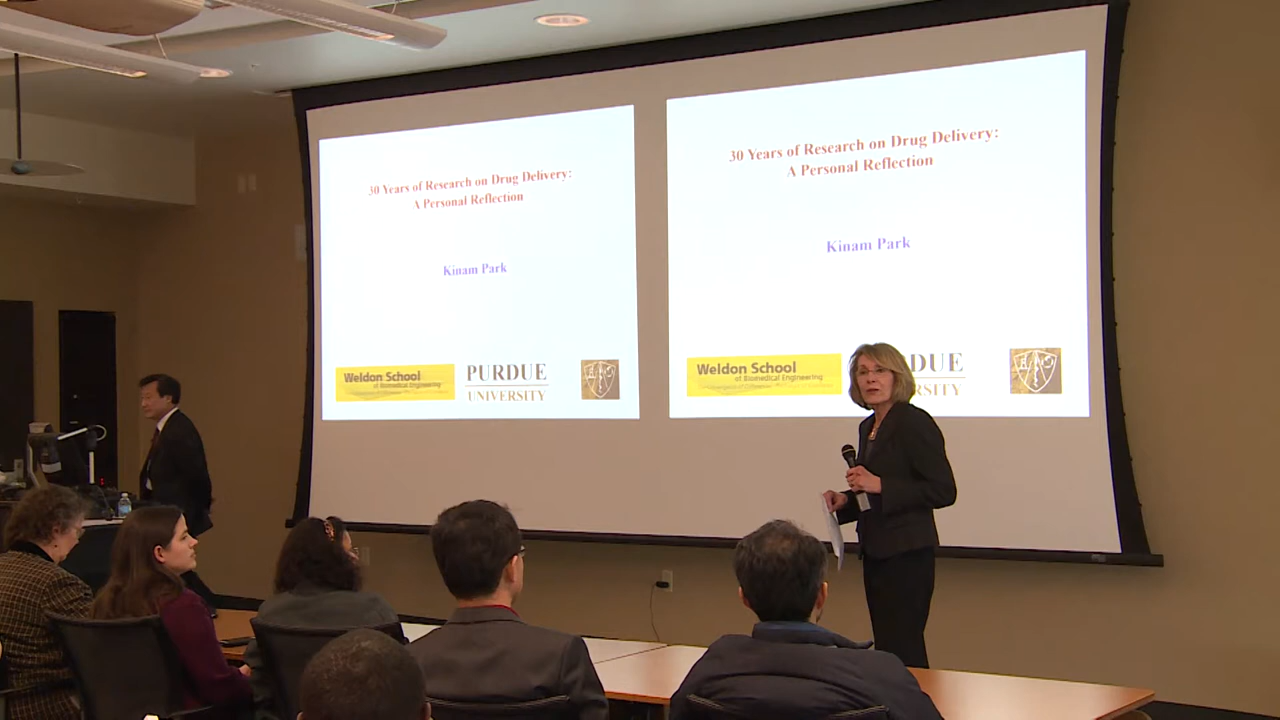 30 Years of Research on Drug Delivery:
A Personal Reflection
Kinam Park
Weldon School
of Biomedical Engineering
PURDUE
UNIVERSITY
30 Years of Research on Drug Delivery:
A Personal Reflection
Kinam Park
Weldon School
of Biomedical Engineering
DUE
RSITY